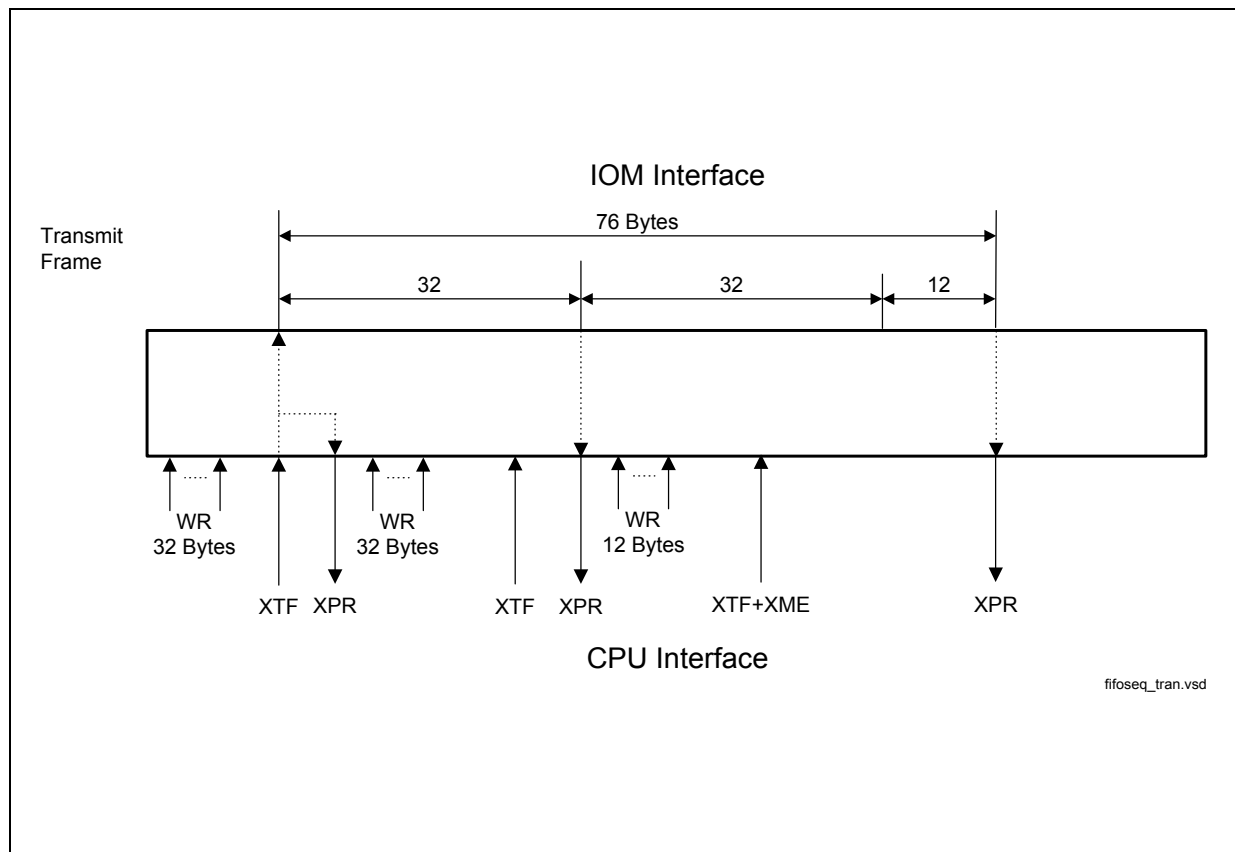 IOM Interface
76 Bytes
Transmit
Frame
32
32
12
.....
.....
.....
WR
32 Bytes
WR
32 Bytes
WR
12 Bytes
XTF
XPR
XTF
XPR
XTF+XME
XPR
CPU Interface
fifoseq_tran.vsd